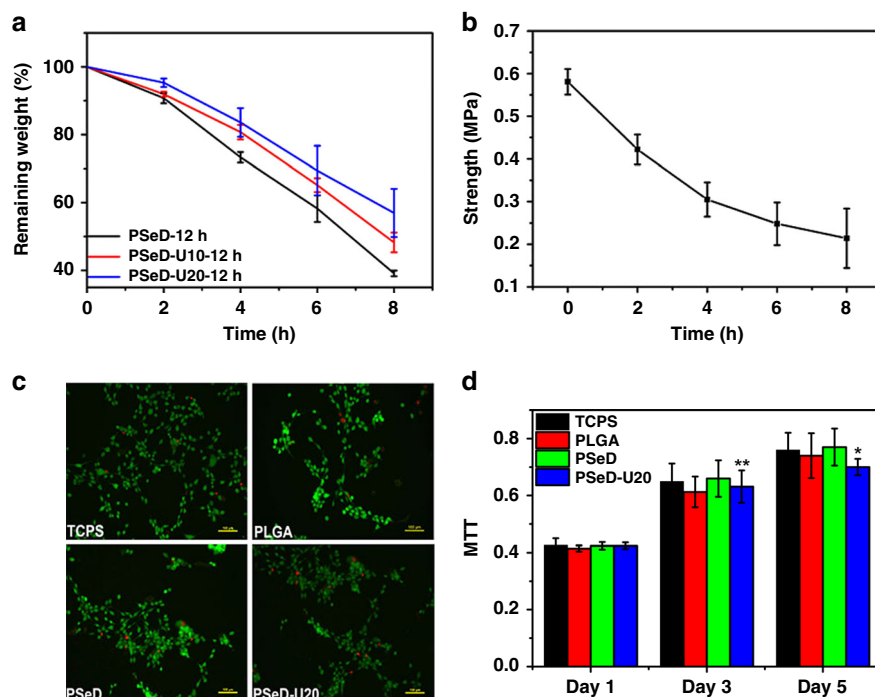 a
100
80
60
40
Remaining weight (%)
PSeD-12 h
PSeD-U10-12 h
PSeD-U20-12 h
0 2 4 6 8
Time (h)
b
0.7
0.6
0.5
0.4
0.3
0.2
0.1
Strength (MPa)
0 2 4 6 8
Time (h)
c
TCPS
PLGA
PSeD
PSeD-U20
d
0.8
0.6
0.4
0.2
0.0
MTT
TCPS
PLGA
PSeD
PSeD-U20
**
*
Day 1 Day 3 Day 5